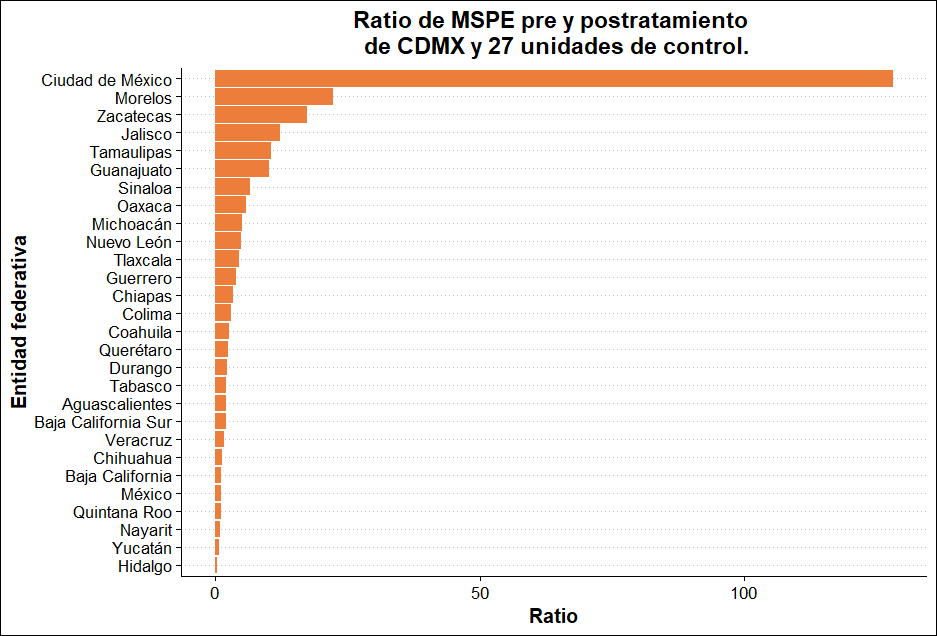 Ratio de MSPE pre y postratamiento
de CDMX y 27 unidades de control.
Entidad federativa
Ciudad de México
Morelos
Zacatecas
Jalisco
Tamaulipas
Guanajuato
Sinaloa
Oaxaca
Michoacán
Nuevo León
Tlaxcala
Guerrero
Chiapas
Colima
Coahuila
Querétaro
Durango
Tabasco
Aguascalientes
Baja California Sur
Veracruz
Chihuahua
Baja California
México
Quintana Roo
Nayarit
Yucatán
Hidalgo
0 50 100
Ratio